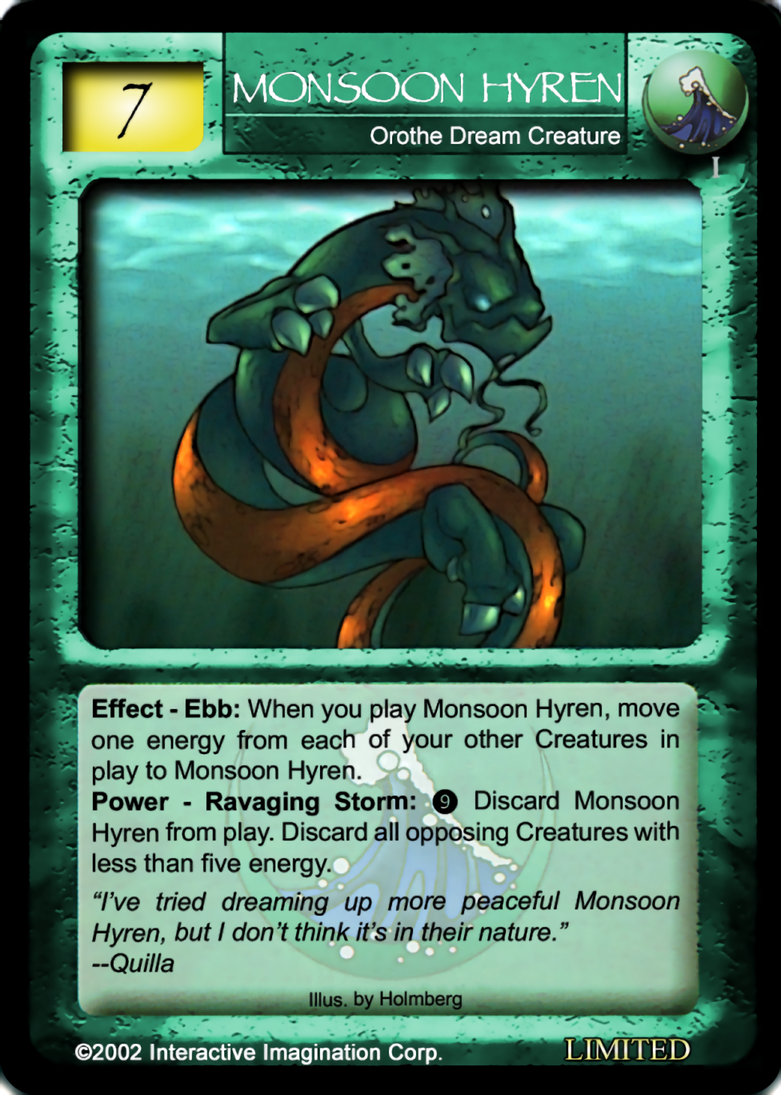 7
MONSOON HYREN
Orothe Dream Creature
I
Effect - Ebb: When you play Monsoon Hyren, move
one energy from each of your other Creatures in
play to Monsoon Hyren.
Power - Ravaging Storm: 9 Discard Monsoon
Hyren from play. Discard all opposing Creatures with
less than five energy.
“I’ve tried dreaming up more peaceful Monsoon
Hyren, but I don’t think it’s in their nature.”
--Quilla
Illus. by Holmberg
©2002 Interactive Imagination Corp.
LIMITED